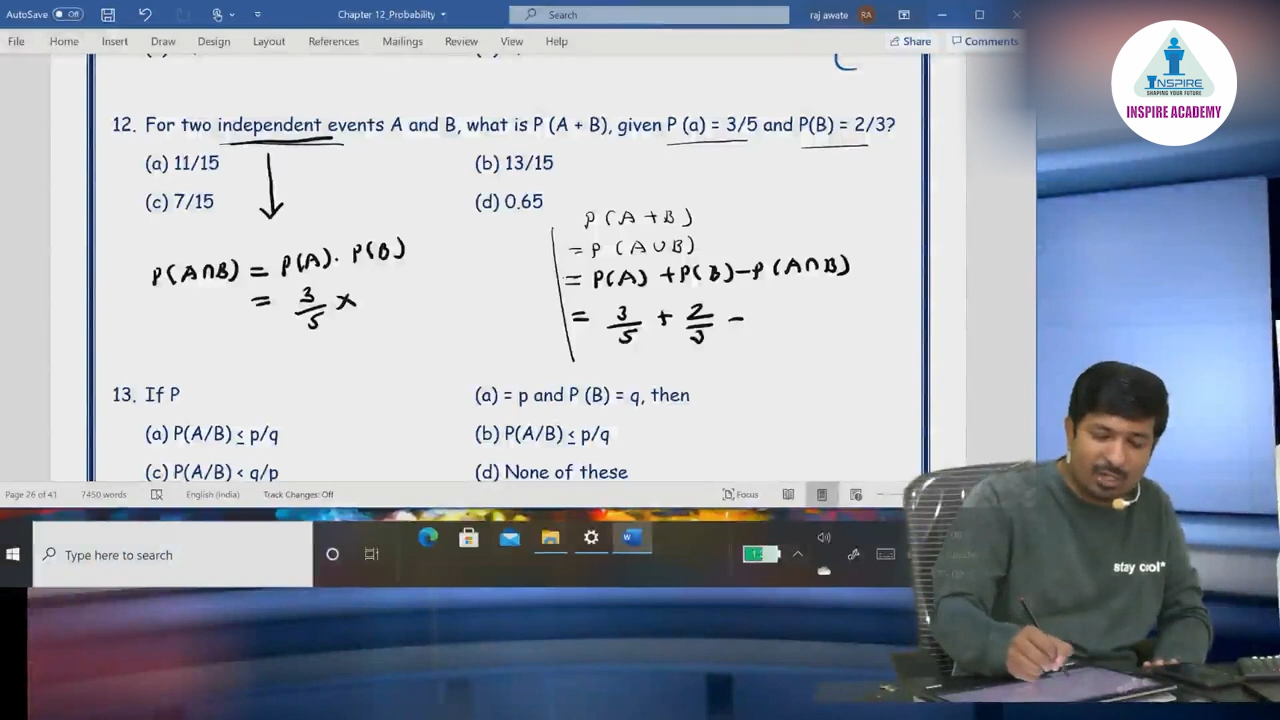 AutoSave Off Chapter 12_Probability Search raj awate RA
File Home Insert Draw Design Layout References Mailings Review View Help Share Comments
INSPIRE
SHAPING YOUR FUTURE
INSPIRE ACADEMY
12. For two independent events A and B, what is P (A + B), given P (a) = 3/5 and P(B) = 2/3?
(a) 11/15 (b) 13/15
(c) 7/15 (d) 0.65
P(A∩B) = P(A). P(B)
= 3/5 ×
P(A+B)
= P(A∪B)
= P(A) + P(B) – P(A∩B)
= 3/5 + 2/3 –
13. If P (a) = p and P (B) = q, then
(a) P(A/B) ≤ p/q (b) P(A/B) ≤ p/q
(c) P(A/B) < q/p (d) None of these
Page 26 of 41 7450 words English (India) Track Changes: Off Focus
Type here to search
stay cool*